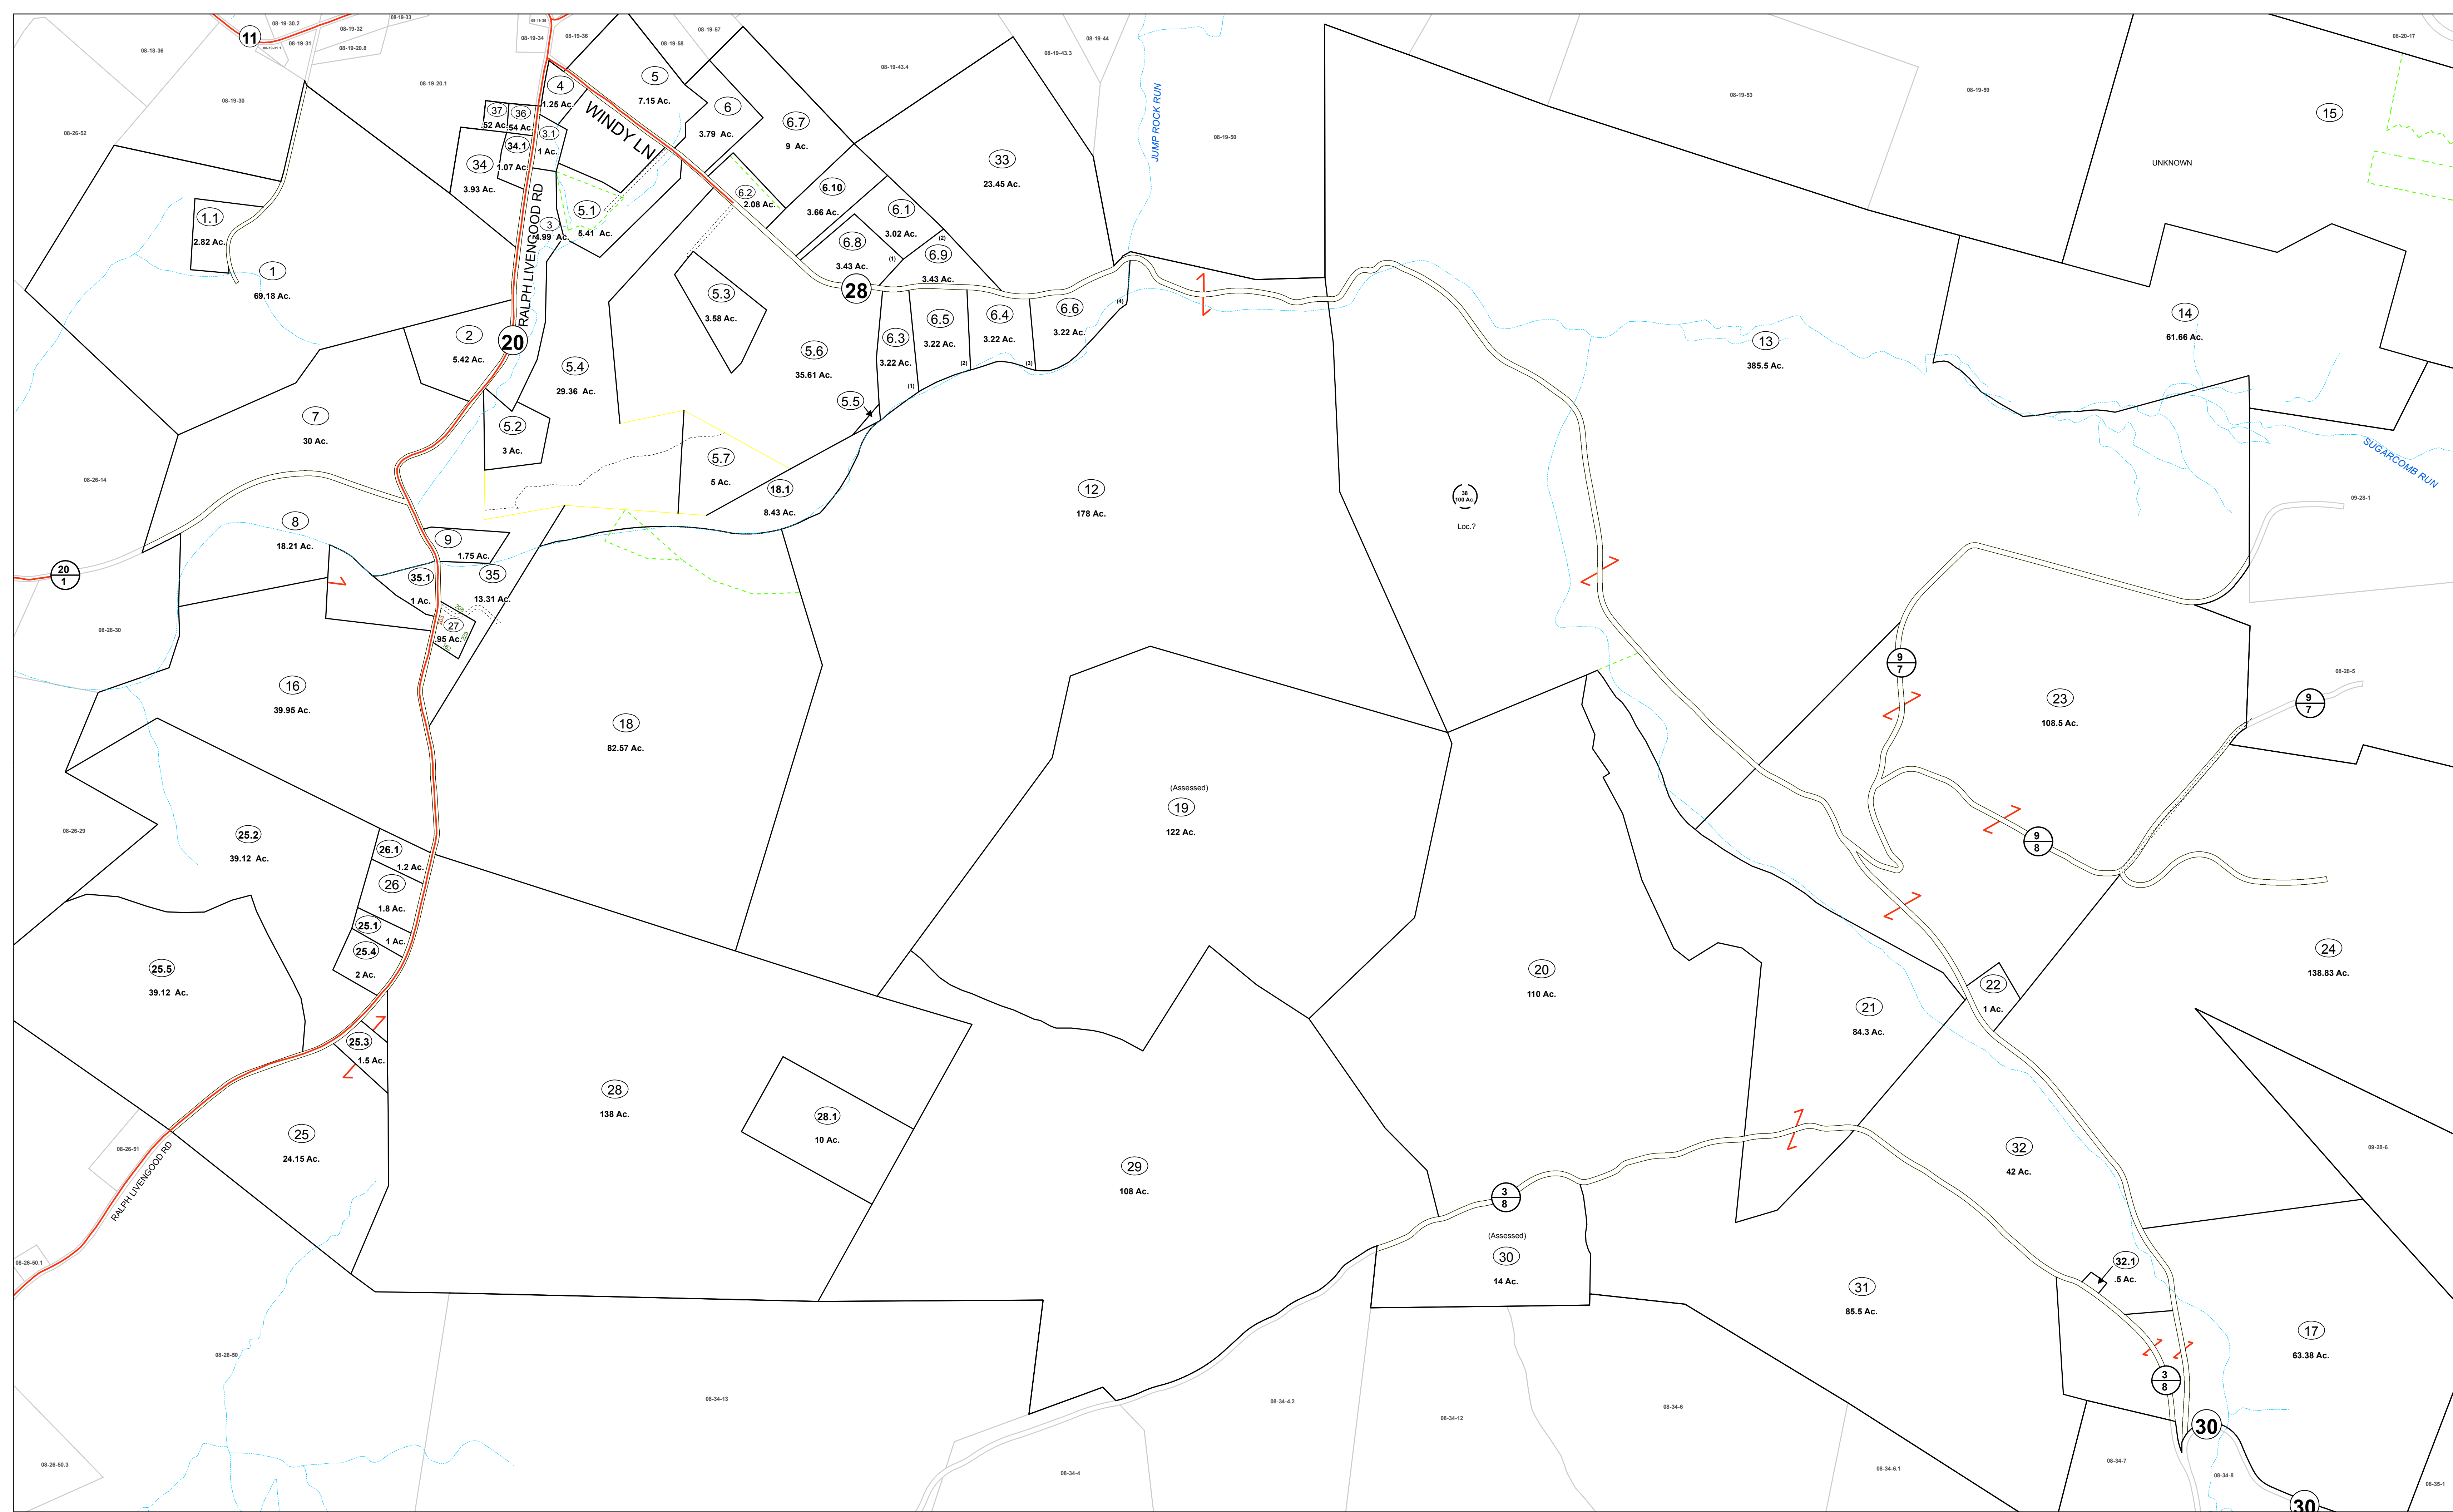 08-18-36
11
08-19-30.2
08-19-33
08-19-32
08-19-31
08-19-31.1
08-19-20.8
08-19-34
08-19-36
08-19-58
08-19-57
08-19-43.4
08-19-43.3
08-19-44
JUMP ROCK RUN
08-19-50
08-19-53
08-19-59
08-20-17
15
UNKNOWN
08-26-52
08-19-30
08-19-20.1
4
1.25 Ac.
5
7.15 Ac.
WINDY LN
6
3.79 Ac.
6.7
9 Ac.
37
.52 Ac.
36
.54 Ac.
3.1
1 Ac.
34.1
1.07 Ac.
34
3.93 Ac.
33
23.45 Ac.
6.2
2.08 Ac.
6.10
3.66 Ac.
6.1
3.02 Ac.
(2)
6.8
3.43 Ac.
(1)
6.9
3.43 Ac.
1.1
2.82 Ac.
1
69.18 Ac.
RALPH LIVENGOOD RD
3
4.99 Ac.
5.1
5.41 Ac.
28
5.3
3.58 Ac.
6.3
3.22 Ac.
(1)
6.5
3.22 Ac.
(2)
6.4
3.22 Ac.
(3)
6.6
3.22 Ac.
(4)
2
5.42 Ac.
20
5.4
29.36 Ac.
5.6
35.61 Ac.
5.5
13
385.5 Ac.
14
61.66 Ac.
7
30 Ac.
5.2
3 Ac.
5.7
5 Ac.
18.1
8.43 Ac.
12
178 Ac.
38
100 Ac.
Loc.?
SUGARCOMB RUN
09-28-1
08-26-14
8
18.21 Ac.
9
1.75 Ac.
20
1
35.1
1 Ac.
35
13.31 Ac.
27
.95 Ac.
203
08-26-30
16
39.95 Ac.
18
82.57 Ac.
9
7
23
108.5 Ac.
08-28-5
9
7
(Assessed)
19
122 Ac.
08-26-29
25.2
39.12 Ac.
26.1
1.2 Ac.
26
1.8 Ac.
25.1
1 Ac.
25.4
2 Ac.
9
8
25.5
39.12 Ac.
20
110 Ac.
21
84.3 Ac.
22
1 Ac.
24
138.83 Ac.
25.3
1.5 Ac.
28
138 Ac.
28.1
10 Ac.
08-26-51
RALPH LIVENGOOD RD
25
24.15 Ac.
29
108 Ac.
3
8
32
42 Ac.
09-28-6
(Assessed)
30
14 Ac.
08-26-50.1
31
85.5 Ac.
32.1
.5 Ac.
17
63.38 Ac.
08-26-50
08-34-13
08-34-4.2
08-34-12
08-34-6
3
8
30
08-26-50.3
08-34-4
08-34-6.1
08-34-7
08-34-8
08-35-1
30